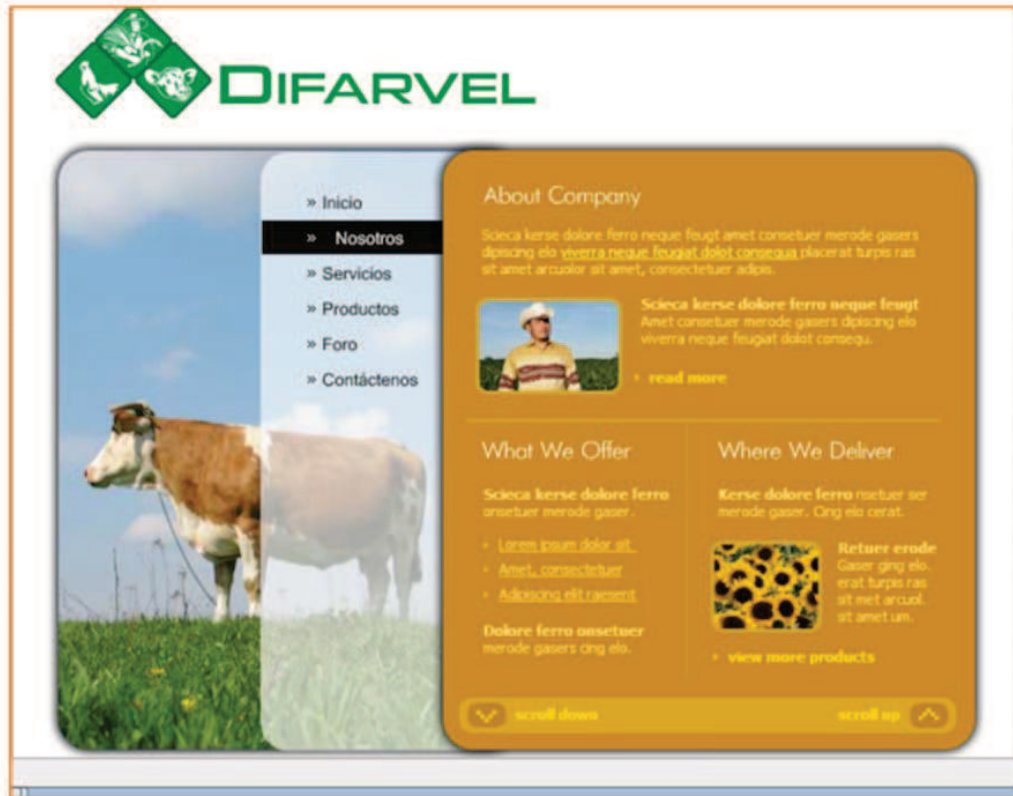 DIFARVEL
» Inicio
» Nosotros
» Servicios
» Productos
» Foro
» Contáctenos
About Company
Scieca kerse dolore ferro neque feugt amet consetuer merode gasers
dipiscing elo viverra neque feugiat dolot consequa placerat turpis ras
sit amet arcuolor sit amet, consectetuer adipis.
Scieca kerse dolore ferro neque feugt
Amet consetuer merode gasers dipiscing elo
viverra neque feugiat dolot consequ.
read more
What We Offer
Scieca kerse dolore ferro
onsetuer merode gaser.
Lorem ipsum dolor sit
Amet, consectetuer
Adipiscing elit raesent
Dolore ferro onsetuer
merode gasers cing elo.
Where We Deliver
Kerse dolore ferro nsetuer ser
merode gaser. Cing elo cerat.
Retuer erode
Gaser ging elo.
erat turpis ras
sit met arcuol.
sit amet um.
view more products
scroll down
scroll up